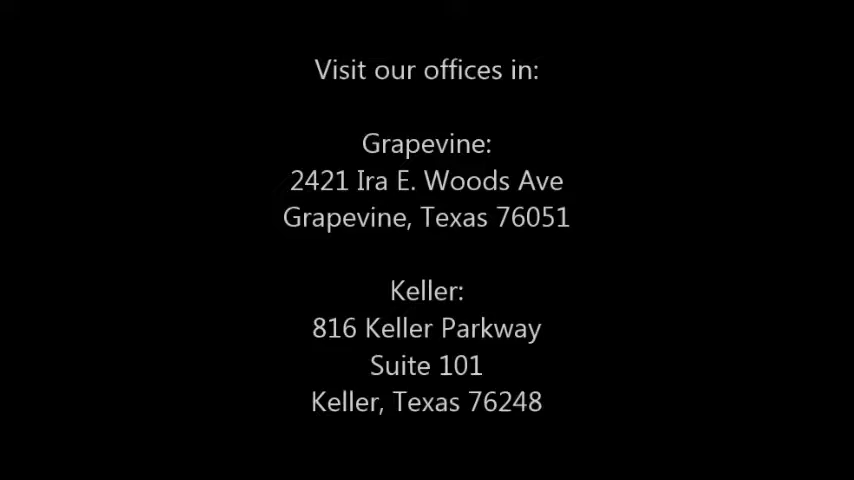 Visit our offices in:
Grapevine:
2421 Ira E. Woods Ave
Grapevine, Texas 76051
Keller:
816 Keller Parkway
Suite 101
Keller, Texas 76248